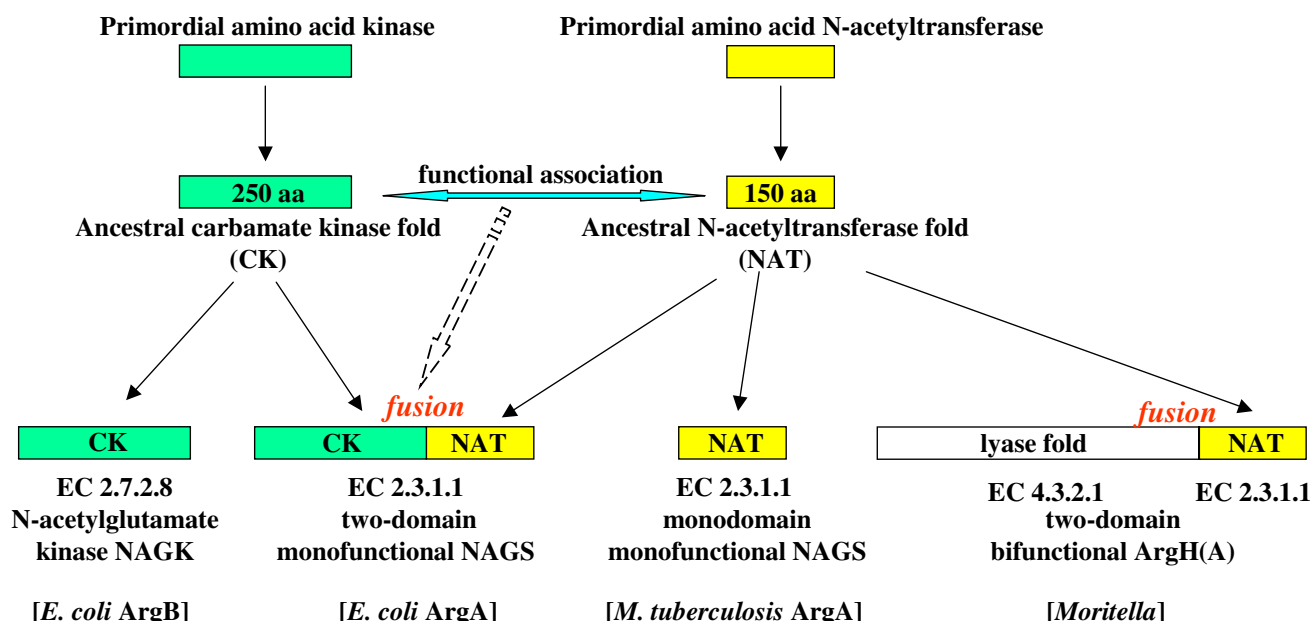 Primordial amino acid kinase
Primordial amino acid N-acetyltransferase
functional association
250 aa
150 aa
Ancestral carbamate kinase fold
(CK)
Ancestral N-acetyltransferase fold
(NAT)
fusion
fusion
CK
CK
NAT
NAT
lyase fold
NAT
EC 2.7.2.8
N-acetylglutamate
kinase NAGK
[E. coli ArgB]
EC 2.3.1.1
two-domain
monofunctional NAGS
[E. coli ArgA]
EC 2.3.1.1
monodomain
monofunctional NAGS
[M. tuberculosis ArgA]
EC 4.3.2.1
EC 2.3.1.1
two-domain
bifunctional ArgH(A)
[Moritella]